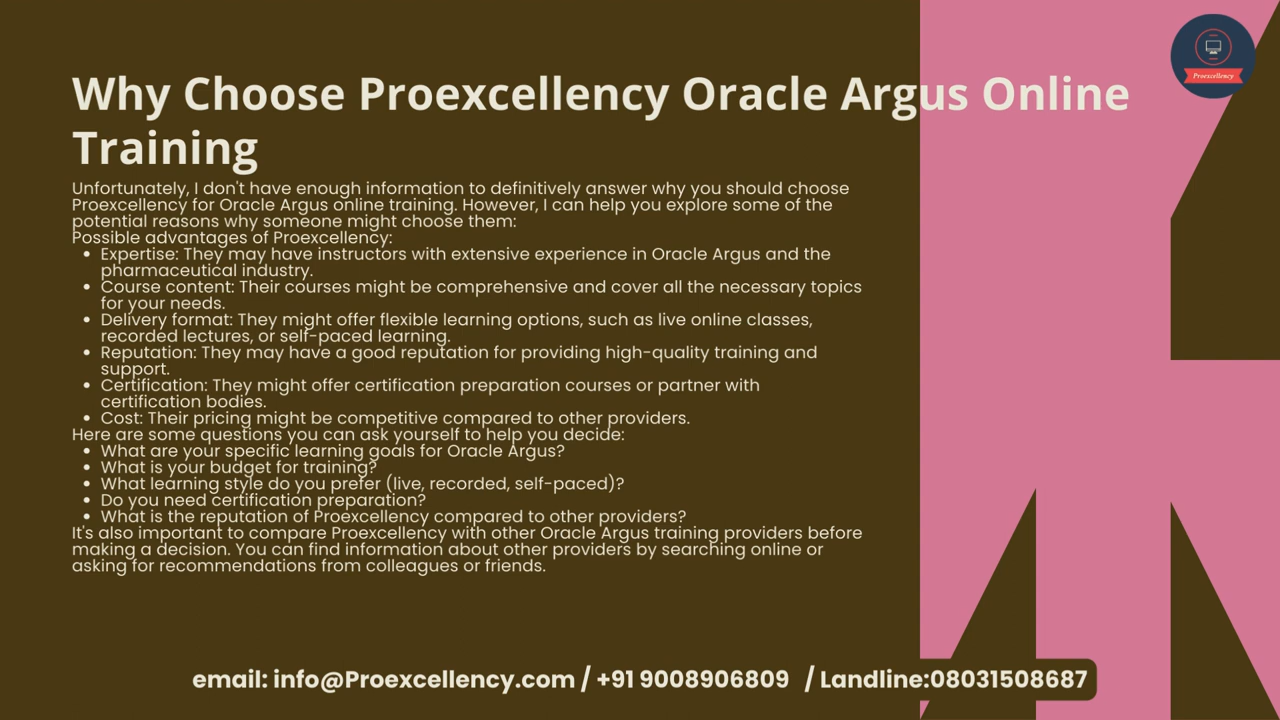 Proexcellency
Why Choose Proexcellency Oracle Argus Online
Training
Unfortunately, I don't have enough information to definitively answer why you should choose
Proexcellency for Oracle Argus online training. However, I can help you explore some of the
potential reasons why someone might choose them:
Possible advantages of Proexcellency:
• Expertise: They may have instructors with extensive experience in Oracle Argus and the
pharmaceutical industry.
• Course content: Their courses might be comprehensive and cover all the necessary topics
for your needs.
• Delivery format: They might offer flexible learning options, such as live online classes,
recorded lectures, or self-paced learning.
• Reputation: They may have a good reputation for providing high-quality training and
support.
• Certification: They might offer certification preparation courses or partner with
certification bodies.
• Cost: Their pricing might be competitive compared to other providers.
Here are some questions you can ask yourself to help you decide:
• What are your specific learning goals for Oracle Argus?
• What is your budget for training?
• What learning style do you prefer (live, recorded, self-paced)?
• Do you need certification preparation?
• What is the reputation of Proexcellency compared to other providers?
It's also important to compare Proexcellency with other Oracle Argus training providers before
making a decision. You can find information about other providers by searching online or
asking for recommendations from colleagues or friends.
email: info@Proexcellency.com / +91 9008906809 / Landline:08031508687